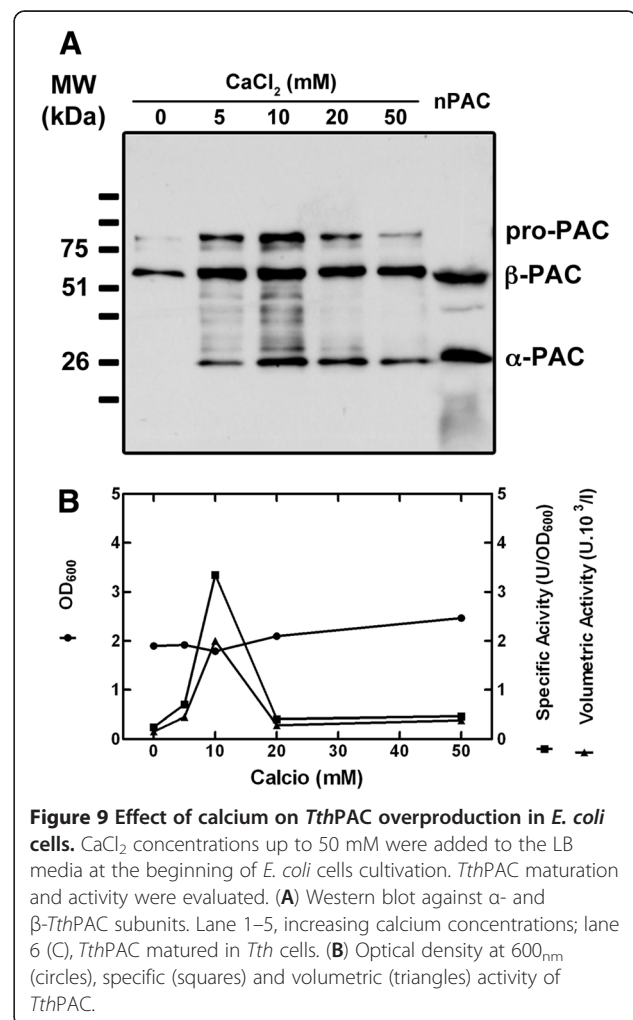 A
MW
(kDa)
CaCl₂ (mM)
0 5 10 20 50
nPAC
75
51
26
pro-PAC
β-PAC
α-PAC
B
OD₆₀₀
5
4
3
2
1
0
5
4
3
2
1
0
0 10 20 30 40 50
Calcio (mM)
Specific Acivity (U/OD₆₀₀)
Volumetric Activity (U.10³/l)
Figure 9 Effect of calcium on TthPAC overproduction in E. coli
cells. CaCl₂ concentrations up to 50 mM were added to the LB
media at the beginning of E. coli cells cultivation. TthPAC maturation
and activity were evaluated. (A) Western blot against α- and
β-TthPAC subunits. Lane 1–5, increasing calcium concentrations; lane
6 (C), TthPAC matured in Tth cells. (B) Optical density at 600nm
(circles), specific (squares) and volumetric (triangles) activity of
TthPAC.